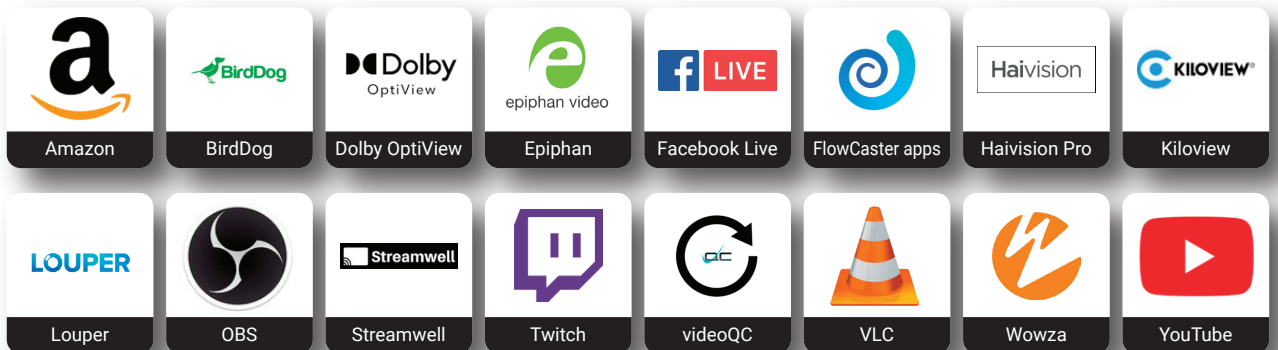 a
BirdDog
Dolby
OptiView
e
epiphan video
f LIVE
Haivision
KILOVIEW®
Amazon
BirdDog
Dolby OptiView
Epiphan
Facebook Live
FlowCaster apps
Haivision Pro
Kiloview
LOUPER
Streamwell
QC
Louper
OBS
Streamwell
Twitch
videoQC
VLC
Wowza
YouTube